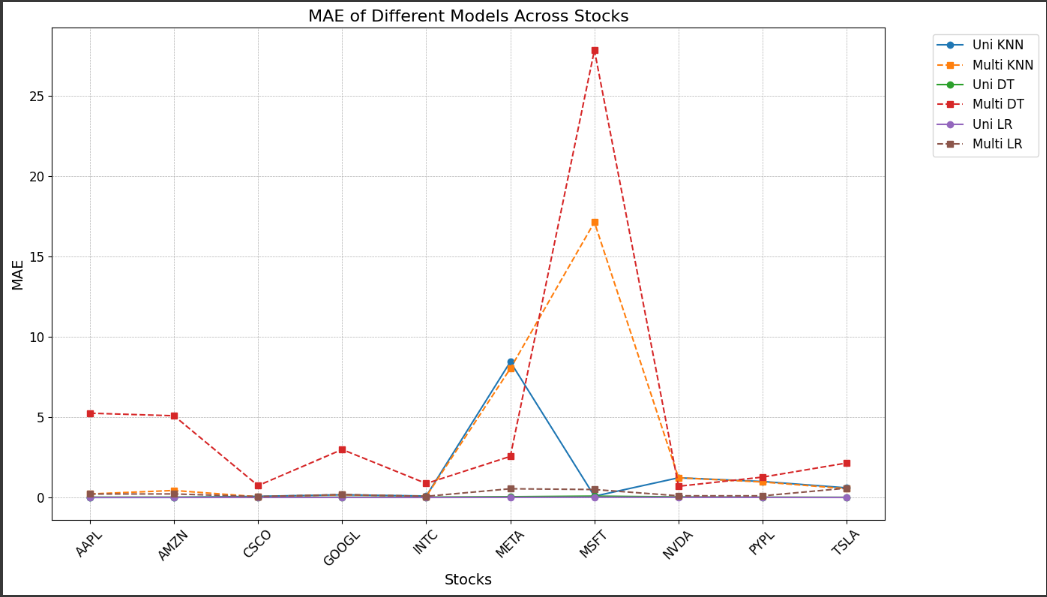 MAE of Different Models Across Stocks
Uni KNN
Multi KNN
Uni DT
Multi DT
Uni LR
Multi LR
MAE
25
20
15
10
5
0
AAPL
AMZN
CSCO
GOOGL
INTC
META
MSFT
NVDA
PYPL
TSLA
Stocks